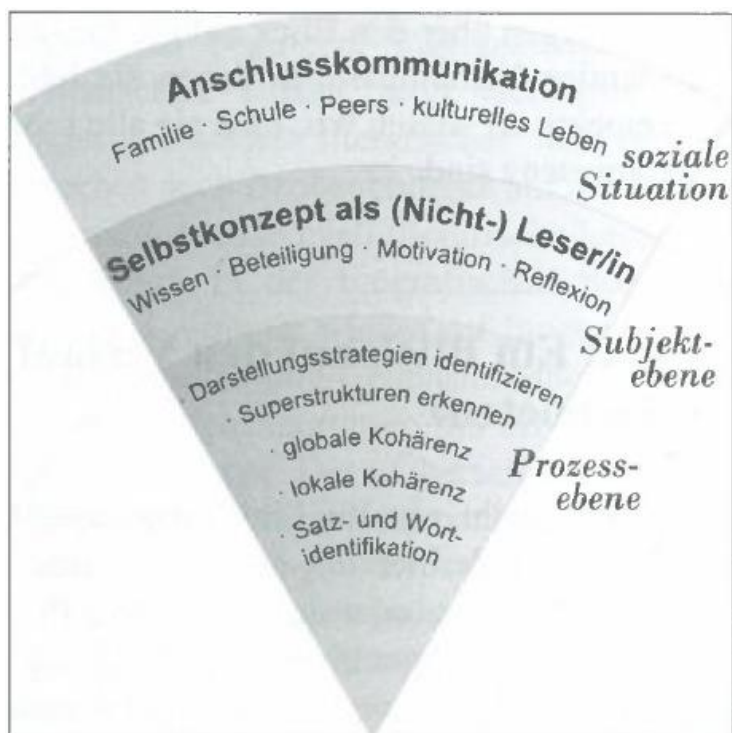 Anschlusskommunikation
Familie · Schule · Peers · kulturelles Leben
soziale
Situation
Selbstkonzept als (Nicht-) Leser/in
Wissen · Beteiligung · Motivation · Reflexion
Subjekt-
ebene
· Darstellungsstrategien identifizieren
· Superstrukturen erkennen
· globale Kohärenz
Prozess-
ebene
· lokale Kohärenz
· Satz- und Wort-
identifikation